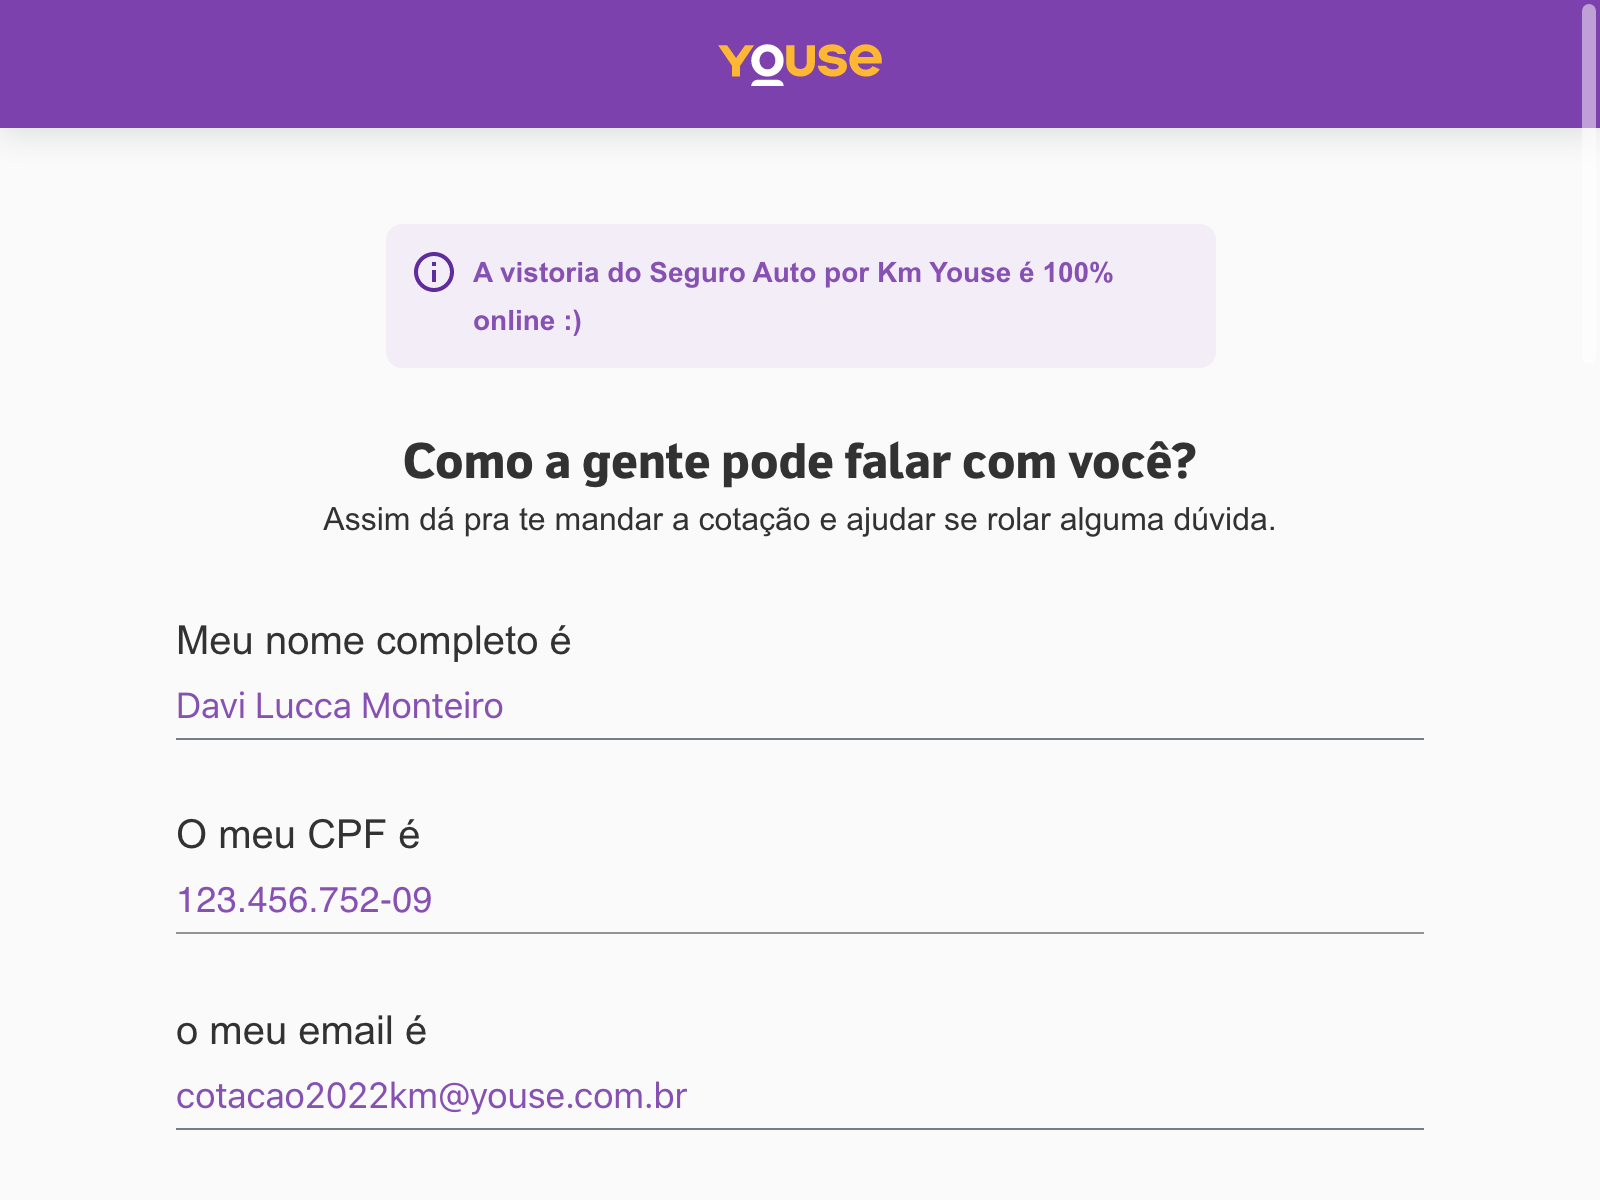 Youse
A vistoria do Seguro Auto por Km Youse é 100%
online :)
Como a gente pode falar com você?
Assim dá pra te mandar a cotação e ajudar se rolar alguma dúvida.
Meu nome completo é
Davi Lucca Monteiro
O meu CPF é
123.456.752-09
o meu email é
cotacao2022km@youse.com.br